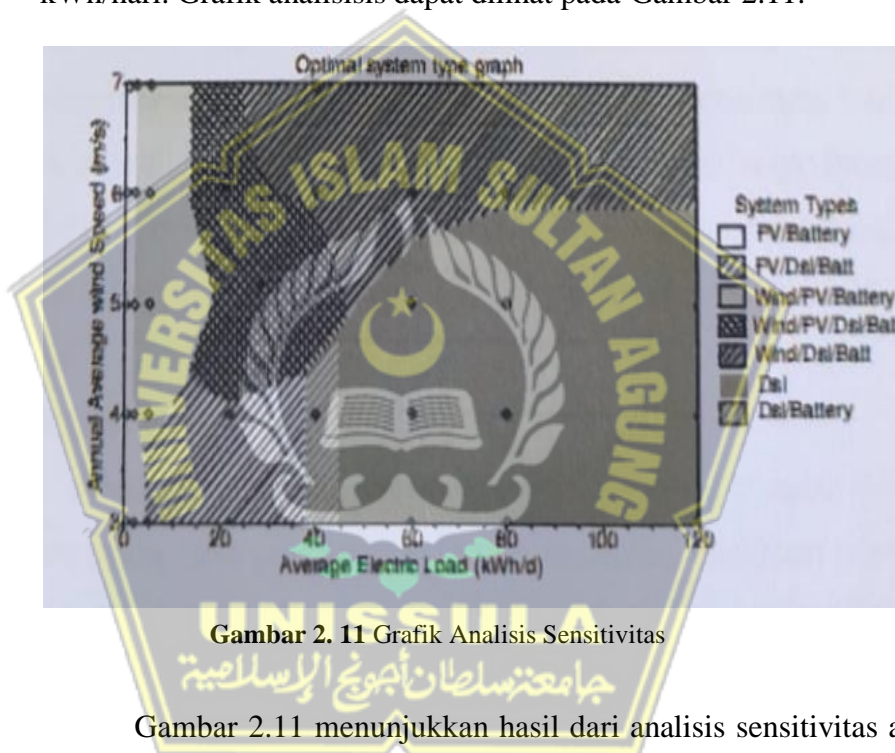 kWh/hari. Grafik analisisis dapat dilihat pada Gambar 2.11.
Optimal system type graph
Annual Average wind Speed (m/s)
7
6
5
4
3
0
20
40
60
80
100
120
Average Electric Load (kWh/d)
System Types
PV/Battery
PV/Dsl/Batt
Wind/PV/Battery
Wind/PV/Dsl/Bat
Wind/Dsl/Batt
Dsl
Dsl/Battery
UNIVERSITAS ISLAM SULTAN AGUNG
UNISSULA
جامعتنسلطان أجونج الإسلامية
Gambar 2. 11 Grafik Analisis Sensitivitas
Gambar 2.11 menunjukkan hasil dari analisis sensitivitas a